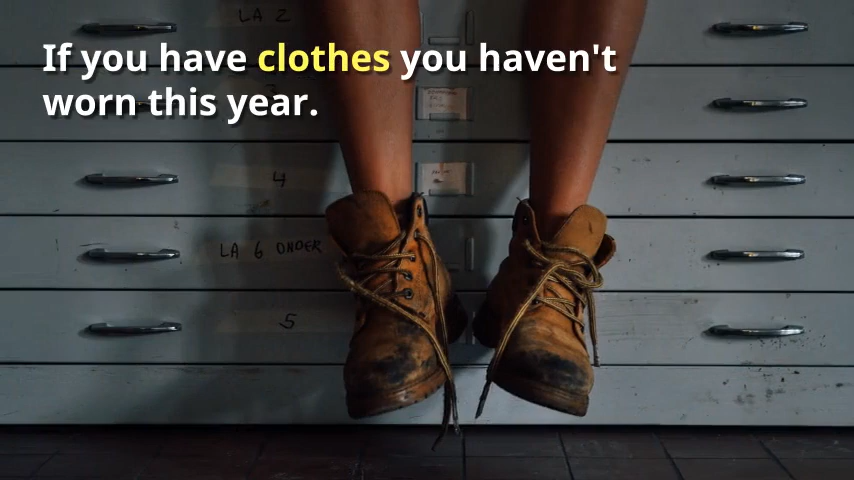 LA 2
If you have clothes you haven't
worn this year.
4
LA 6 ONDER
5